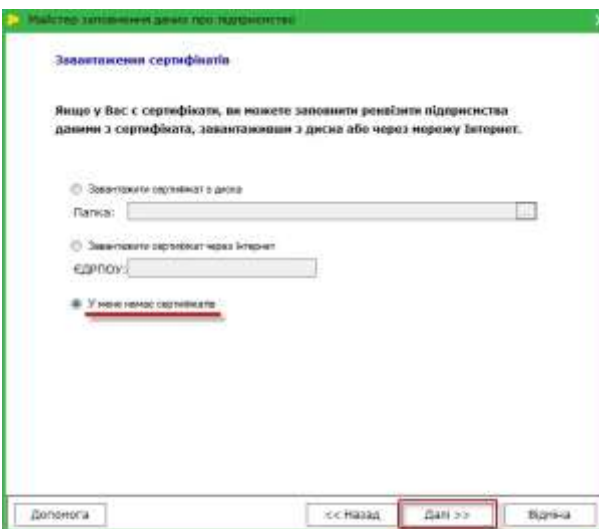 Майстер заповнення даних про підприємство
Завантаження сертифікатів
Якщо у Вас є сертифікати, ви можете заповнити реквізити підприємства
даними з сертифіката, завантаживши з диска або через мережу Інтернет.
Завантажити сертифікат з диска
Папка:
...
Завантажити сертифікат через Інтернет
ЄДРПОУ:
У мене немає сертифікатів
Допомога
<< Назад
Далі >>
Відміна